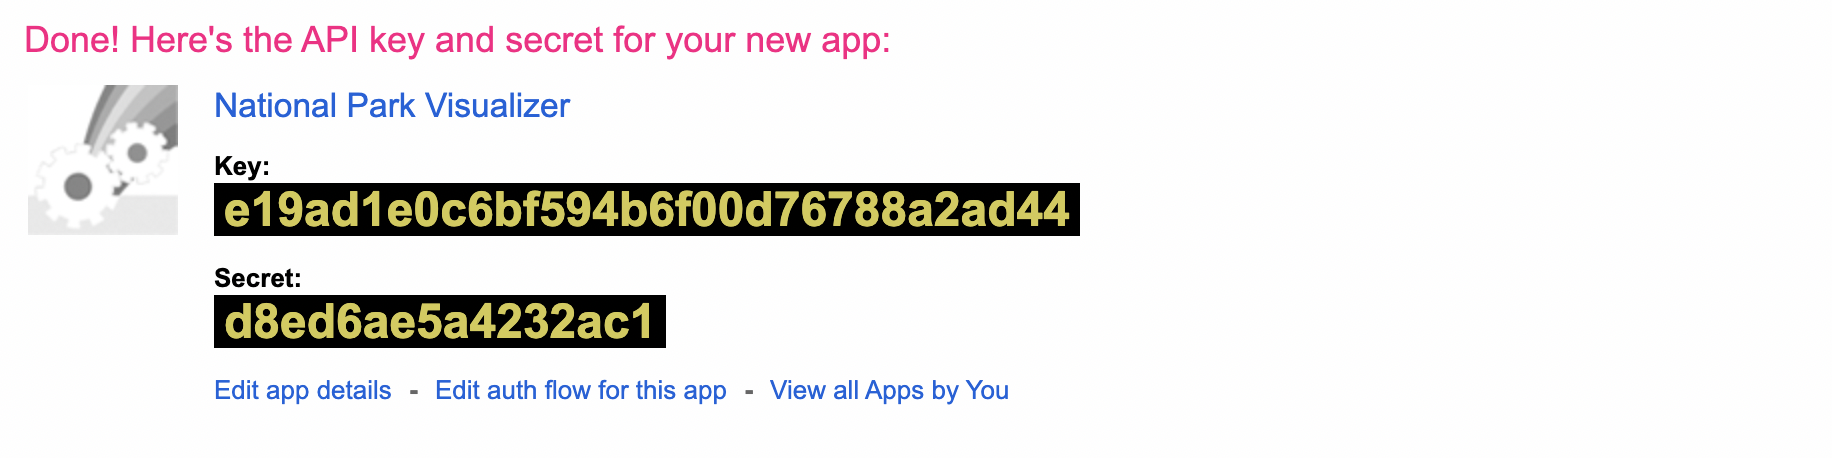 Done! Here's the API key and secret for your new app:
National Park Visualizer
Key:
e19ad1e0c6bf594b6f00d76788a2ad44
Secret:
d8ed6ae5a4232ac1
Edit app details - Edit auth flow for this app - View all Apps by You